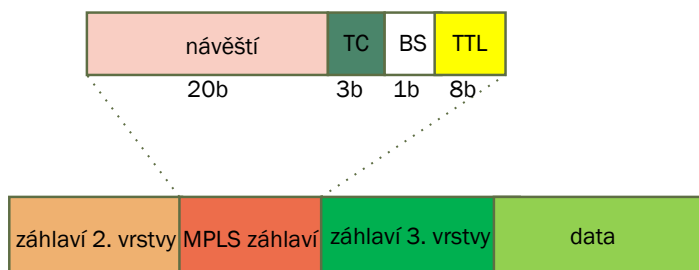 návěští TC BS TTL
20b 3b 1b 8b
záhlaví 2. vrstvy MPLS záhlaví záhlaví 3. vrstvy data